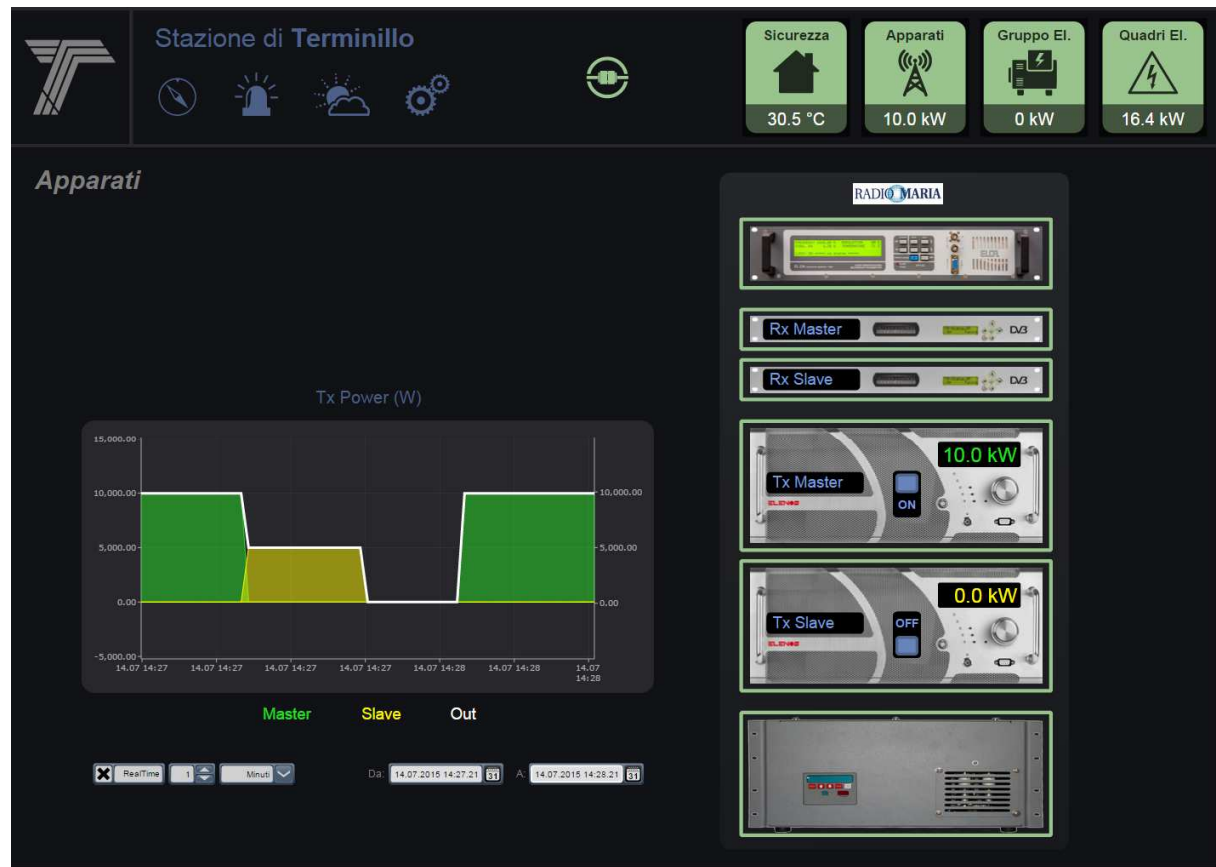 Stazione di Terminillo
Sicurezza
30.5 °C
Apparati
10.0 kW
Gruppo El.
0 kW
Quadri El.
16.4 kW
Apparati
RADIO MARIA
ELCA
Rx Master
DVB
Rx Slave
DVB
10.0 kW
Tx Master
ELENOS
ON
0.0 kW
Tx Slave
OFF
ELENOS
Tx Power (W)
15,000.00
10,000.00
10,000.00
5,000.00
5,000.00
0.00
0.00
-5,000.00
14.07 14:27
14.07 14:27
14.07 14:27
14.07 14:27
14.07 14:28
14.07 14:28
14.07
14:28
Master Slave Out
RealTime 1 Minuti Da: 14.07.2015 14:27.21 31 A: 14.07.2015 14:28.21 31